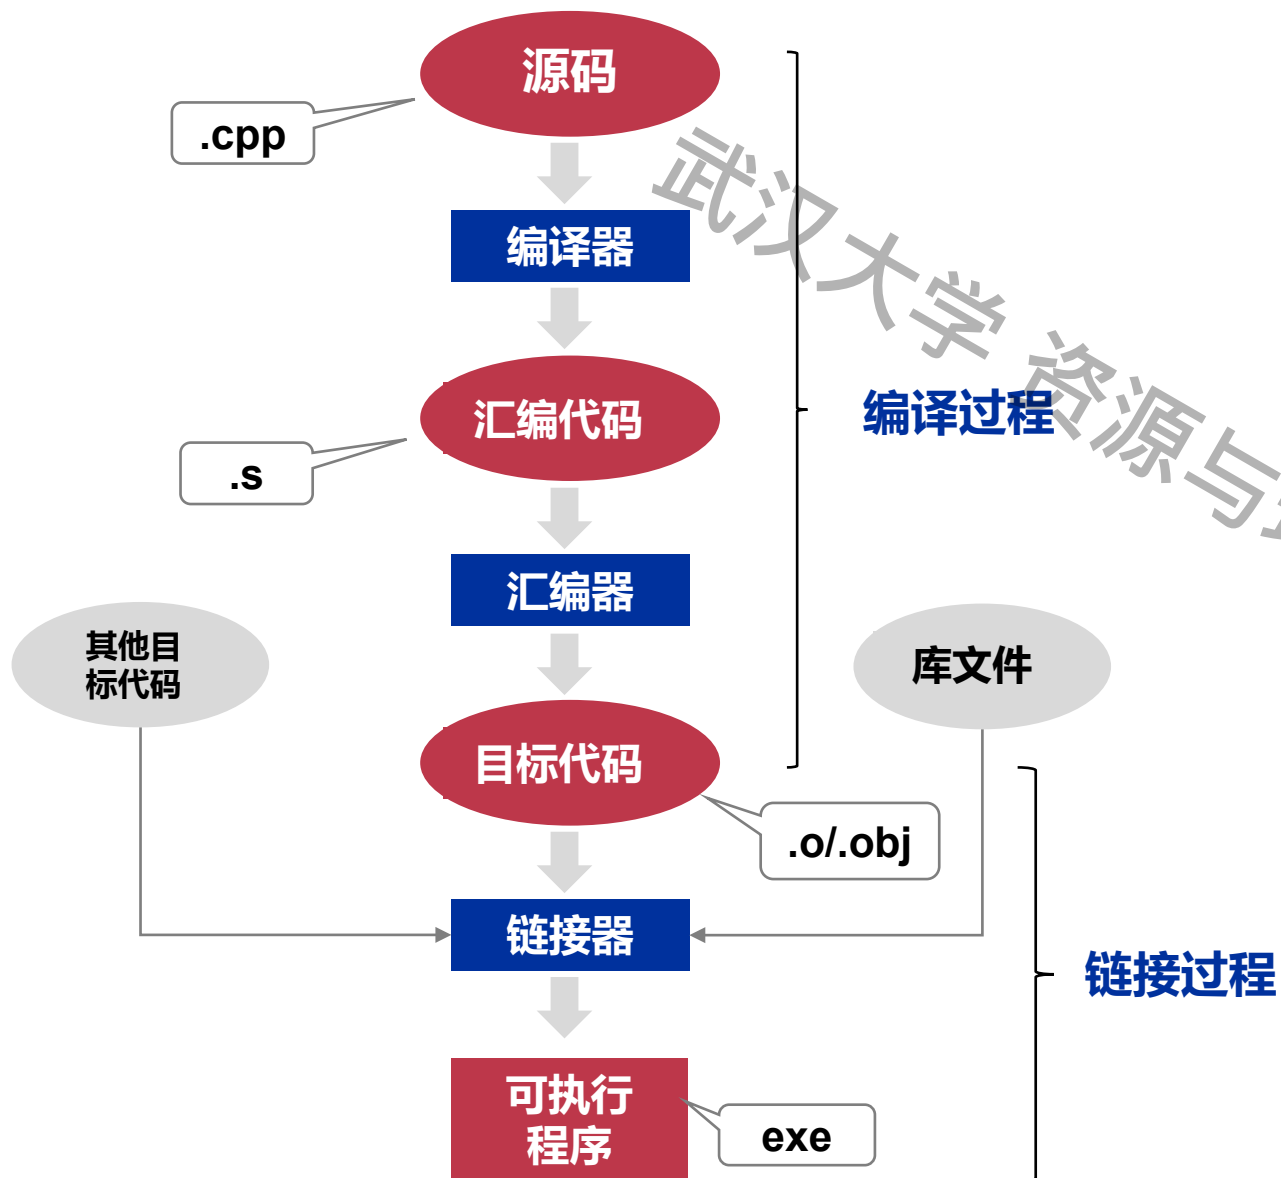 源码
.cpp
编译器
汇编代码
编译过程
.s
汇编器
其他目
标代码
库文件
目标代码
.o/.obj
链接器
链接过程
可执行
程序
exe
武汉大学 资源与